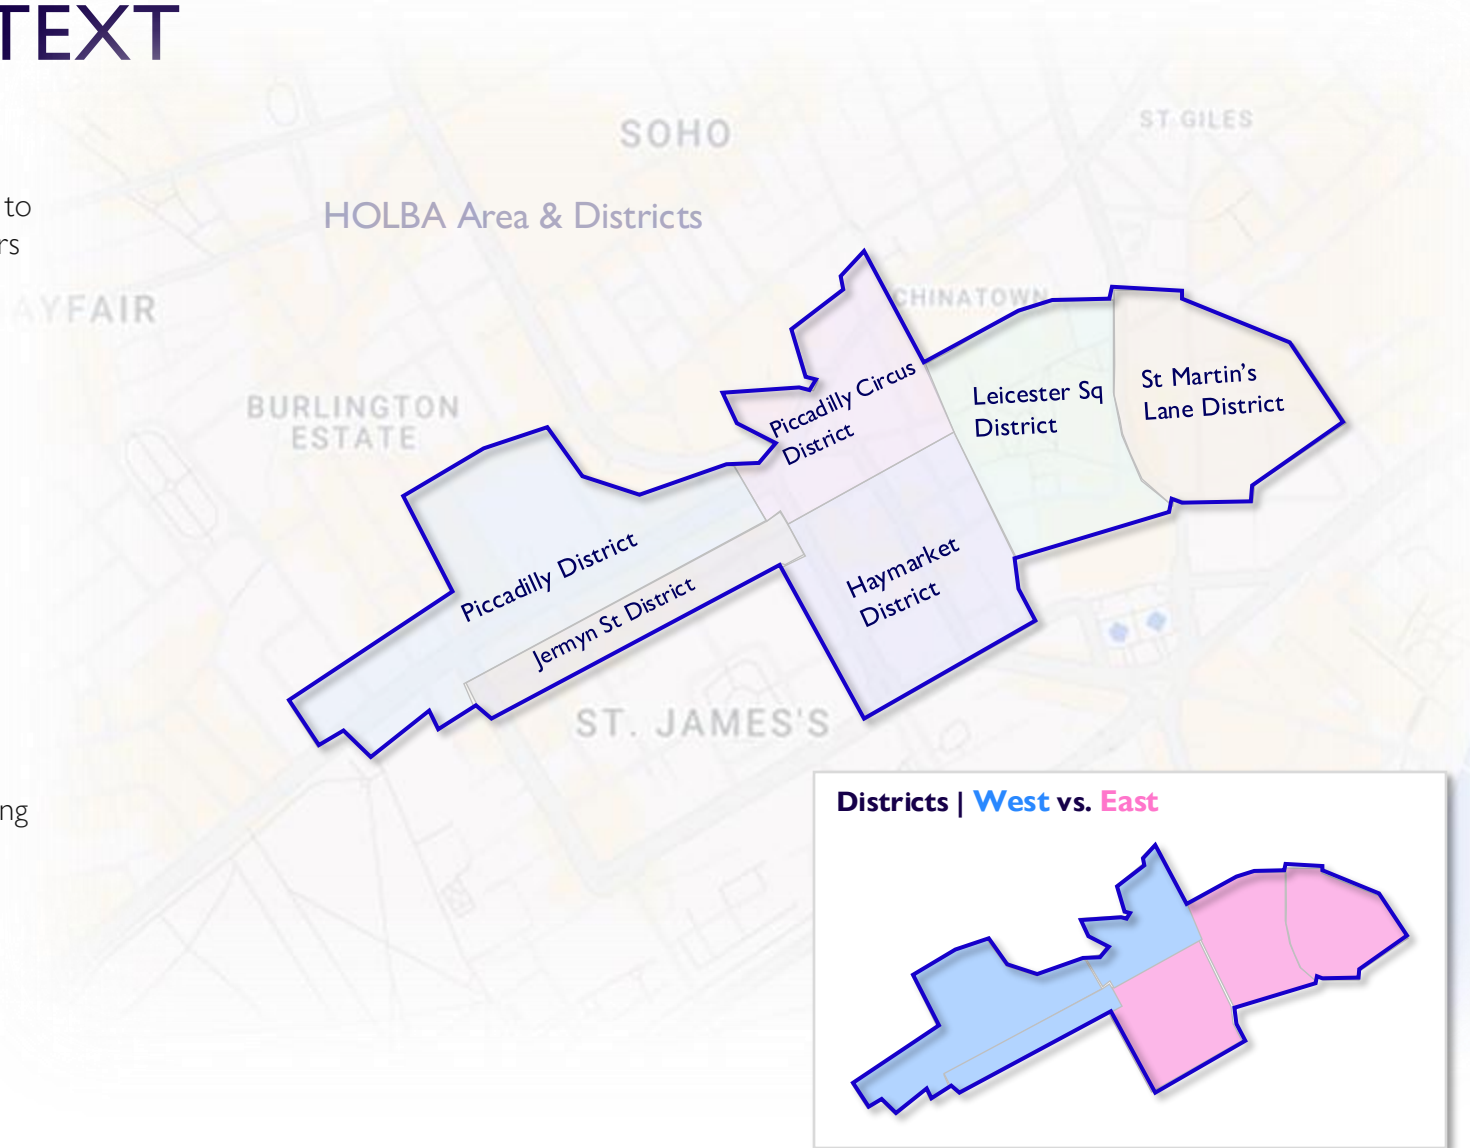 TEXT
to
rs
SOHO
ST GILES
HOLBA Area & Districts
AYFAIR
CHINATOWN
BURLINGTON
ESTATE
Piccadilly Circus
District
Leicester Sq
District
St Martin's
Lane District
Piccadilly District
Jermyn St District
Haymarket
District
ST. JAMES'S
ng
Districts | West vs. East